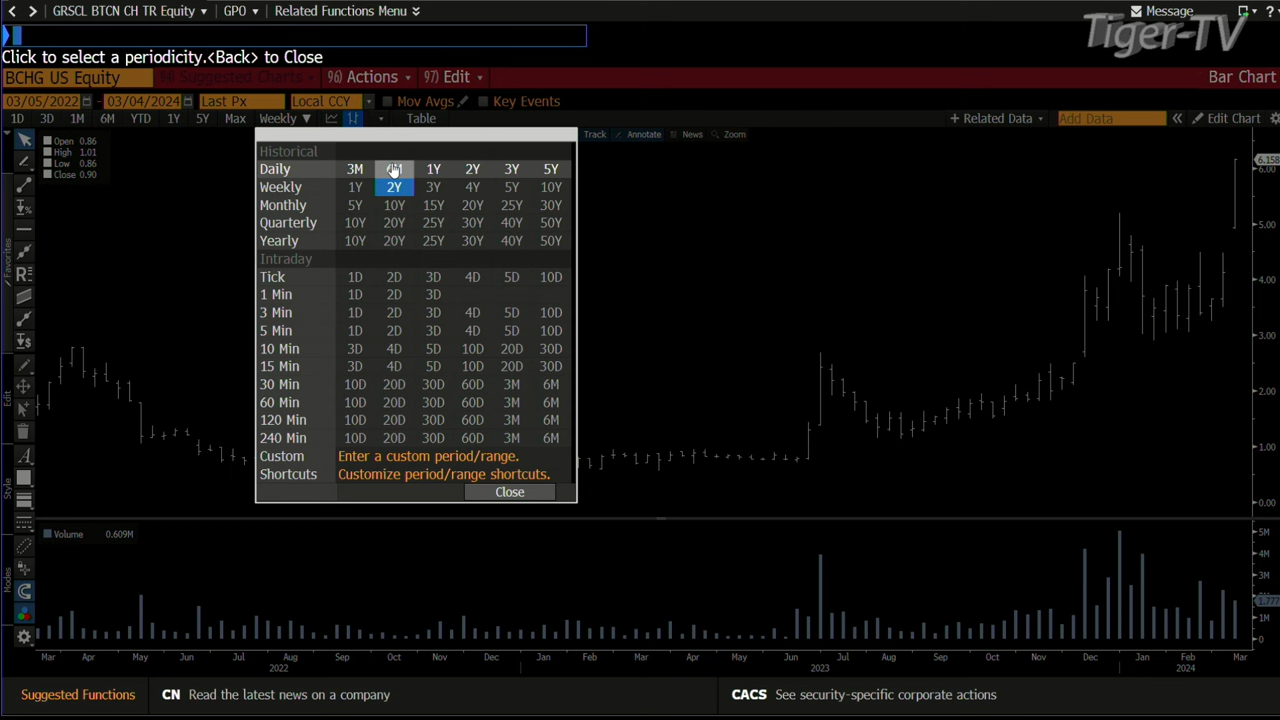 GRSCL BTCN CH TR Equity GPO Related Functions Menu Message ?
Tiger-TV
Click to select a periodicity.<Back> to Close
BCHG US Equity Suggested Charts 96) Actions 97) Edit Bar Chart
03/05/2022 - 03/04/2024 Last Px Local CCY Mov Avgs Key Events
1D 3D 1M 6M YTD 1Y 5Y Max Weekly ▼ Table + Related Data Add Data « Edit Chart
Track Annotate News Zoom
Open 0.86
High 1.01
Low 0.86
Close 0.90
Historical
Daily 3M 6M 1Y 2Y 3Y 5Y
Weekly 1Y 2Y 3Y 4Y 5Y 10Y
Monthly 5Y 10Y 15Y 20Y 25Y 30Y
Quarterly 10Y 20Y 25Y 30Y 40Y 50Y
Yearly 10Y 20Y 25Y 30Y 40Y 50Y
Intraday
Tick 1D 2D 3D 4D 5D 10D
1 Min 1D 2D 3D
3 Min 1D 2D 3D 4D 5D 10D
5 Min 1D 2D 3D 4D 5D 10D
10 Min 3D 4D 5D 10D 20D 30D
15 Min 3D 4D 5D 10D 20D 30D
30 Min 10D 20D 30D 60D 3M 6M
60 Min 10D 20D 30D 60D 3M 6M
120 Min 10D 20D 30D 60D 3M 6M
240 Min 10D 20D 30D 60D 3M 6M
Custom Enter a custom period/range.
Shortcuts Customize period/range shortcuts.
Close
6.158
5.00
4.00
3.00
2.00
1.00
0.00
Favorites
Edit
Style
Modes
Volume 0.609M
5M
3M
2M
1M
0
Mar Apr May Jun Jul Aug Sep Oct Nov Dec Jan Feb Mar Apr May Jun Jul Aug Sep Oct Nov Dec Jan Feb Mar
2022 2023 2024
Suggested Functions CN Read the latest news on a company CACS See security-specific corporate actions